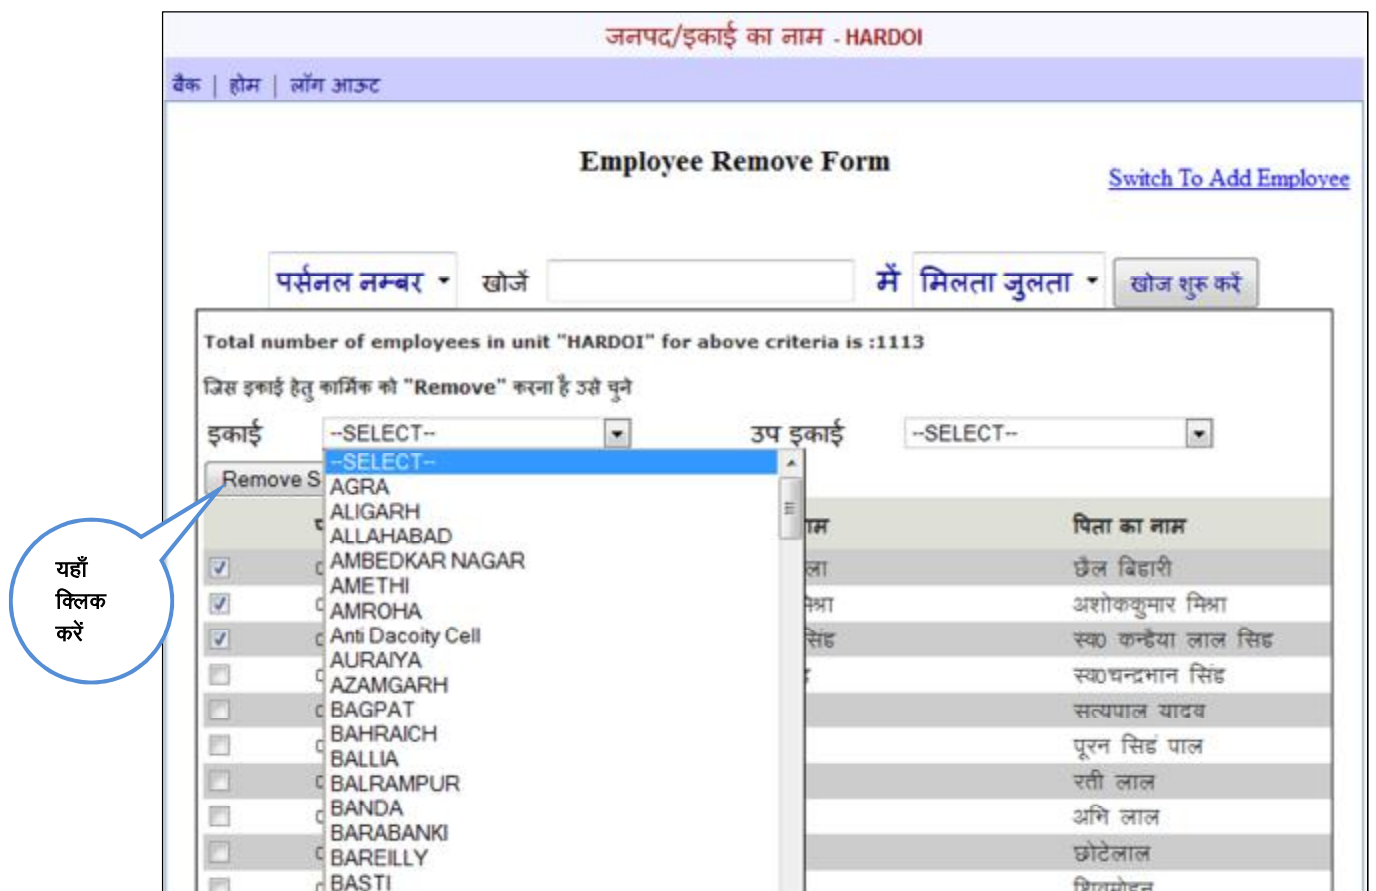 जनपद/इकाई का नाम - HARDOI
बैक | होम | लॉग आऊट
Employee Remove Form
Switch To Add Employee
पर्सनल नम्बर खोजें में मिलता जुलता खोज शुरू करें
Total number of employees in unit "HARDOI" for above criteria is :1113
जिस इकाई हेतु कार्मिक को "Remove" करना है उसे चुने
इकाई --SELECT-- उप इकाई --SELECT--
--SELECT--
Remove S
AGRA
ALIGARH
ALLAHABAD
AMBEDKAR NAGAR
AMETHI
AMROHA
Anti Dacoity Cell
AURAIYA
AZAMGARH
BAGPAT
BAHRAICH
BALLIA
BALRAMPUR
BANDA
BARABANKI
BAREILLY
BASTI
पिता का नाम
छैल बिहारी
अशोककुमार मिश्रा
स्व0 कन्हैया लाल सिह
स्व0चन्द्रभान सिंह
सत्यपाल यादव
पूरन सिहं पाल
रती लाल
अनि लाल
छोटेलाल
यहाँ
क्लिक
करें